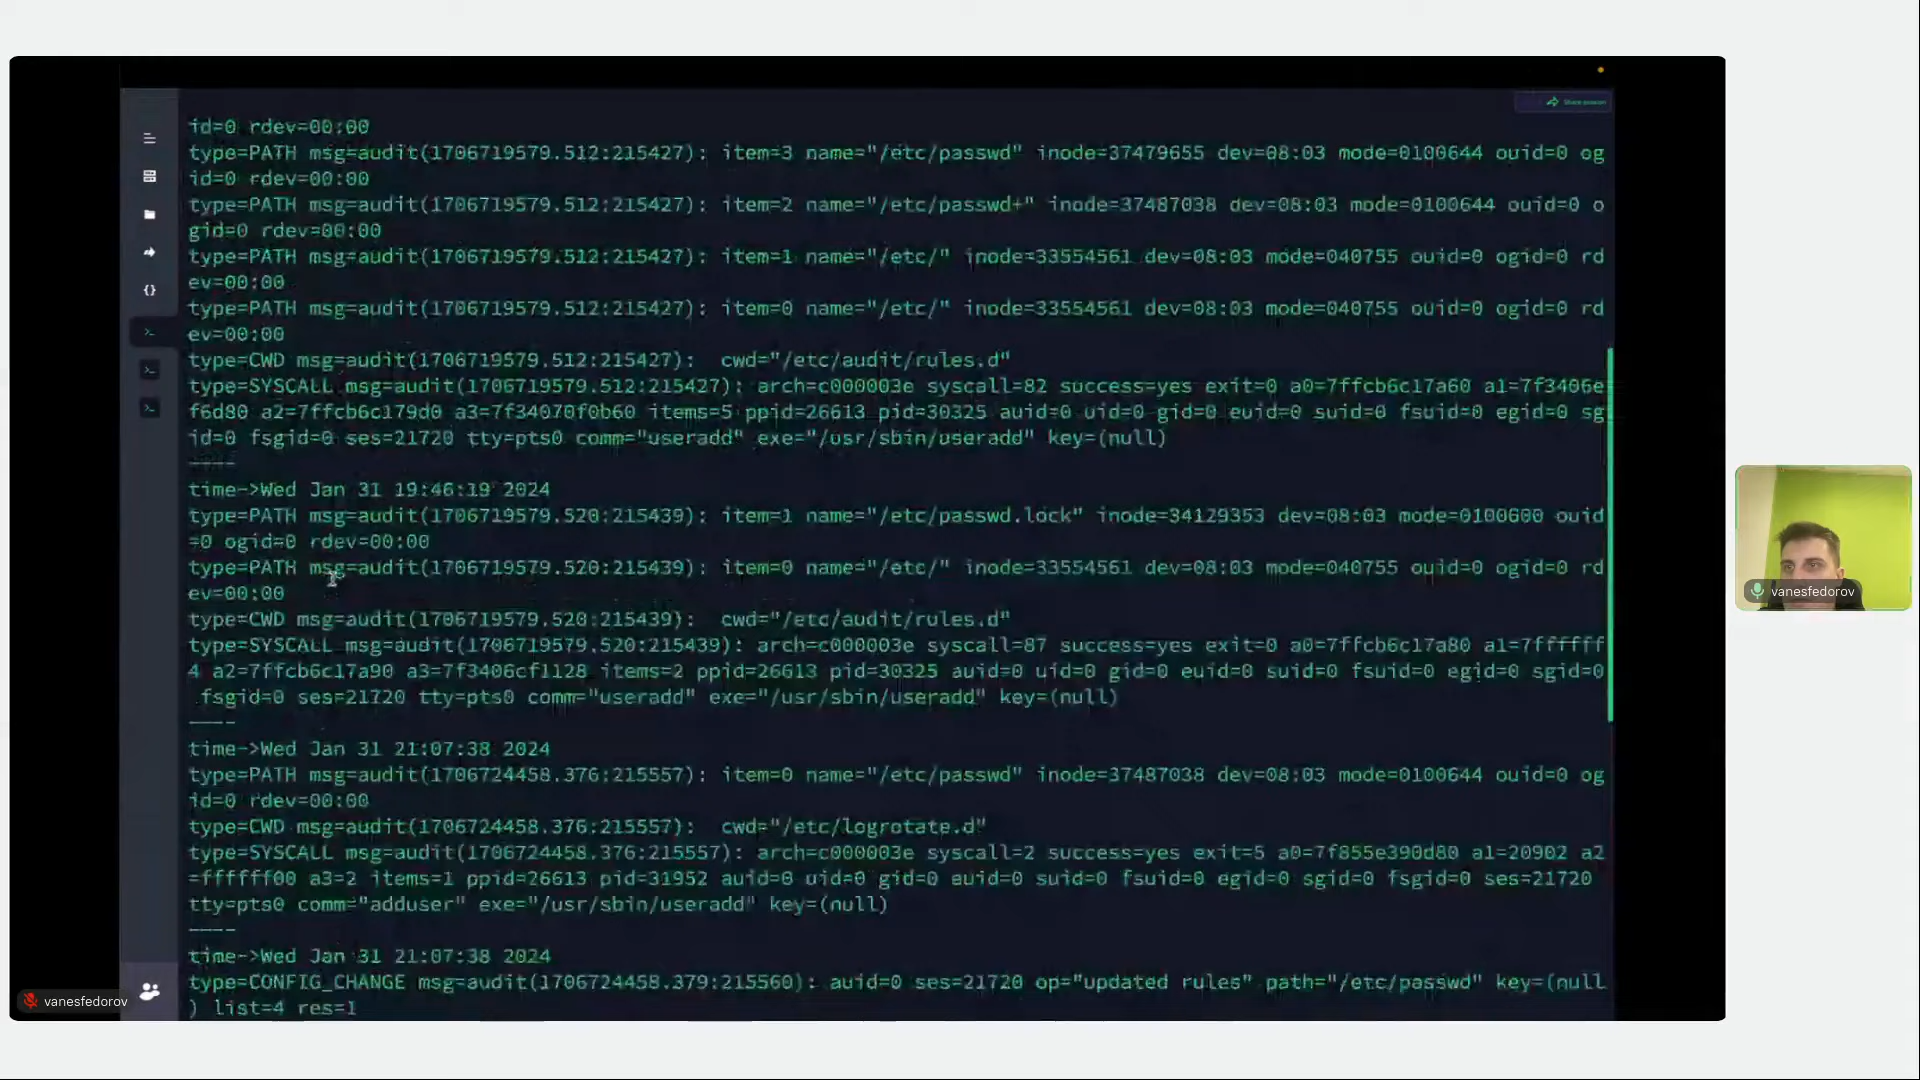 Share session
id=0 rdev=00:00
type=PATH msg=audit(1706719579.512:215427): item=3 name="/etc/passwd" inode=37479655 dev=08:03 mode=0100644 ouid=0 og
id=0 rdev=00:00
type=PATH msg=audit(1706719579.512:215427): item=2 name="/etc/passwd+" inode=37487038 dev=08:03 mode=0100644 ouid=0 o
gid=0 rdev=00:00
type=PATH msg=audit(1706719579.512:215427): item=1 name="/etc/" inode=33554561 dev=08:03 mode=040755 ouid=0 ogid=0 rd
ev=00:00
type=PATH msg=audit(1706719579.512:215427): item=0 name="/etc/" inode=33554561 dev=08:03 mode=040755 ouid=0 ogid=0 rd
ev=00:00
type=CWD msg=audit(1706719579.512:215427):  cwd="/etc/audit/rules.d"
type=SYSCALL msg=audit(1706719579.512:215427): arch=c000003e syscall=82 success=yes exit=0 a0=7ffcb6c17a60 a1=7f3406e
f6d80 a2=7ffcb6c179d0 a3=7f34070f0b60 items=5 ppid=26613 pid=30325 auid=0 uid=0 gid=0 euid=0 suid=0 fsuid=0 egid=0 sg
id=0 fsgid=0 ses=21720 tty=pts0 comm="useradd" exe="/usr/sbin/useradd" key=(null)
----
time->Wed Jan 31 19:46:19 2024
type=PATH msg=audit(1706719579.520:215439): item=1 name="/etc/passwd.lock" inode=34129353 dev=08:03 mode=0100600 ouid
=0 ogid=0 rdev=00:00
type=PATH msg=audit(1706719579.520:215439): item=0 name="/etc/" inode=33554561 dev=08:03 mode=040755 ouid=0 ogid=0 rd
ev=00:00
type=CWD msg=audit(1706719579.520:215439):  cwd="/etc/audit/rules.d"
type=SYSCALL msg=audit(1706719579.520:215439): arch=c000003e syscall=87 success=yes exit=0 a0=7ffcb6c17a80 a1=7ffffff
4 a2=7ffcb6c17a90 a3=7f3406cf1128 items=2 ppid=26613 pid=30325 auid=0 uid=0 gid=0 euid=0 suid=0 fsuid=0 egid=0 sgid=0
 fsgid=0 ses=21720 tty=pts0 comm="useradd" exe="/usr/sbin/useradd" key=(null)
----
time->Wed Jan 31 21:07:38 2024
type=PATH msg=audit(1706724458.376:215557): item=0 name="/etc/passwd" inode=37487038 dev=08:03 mode=0100644 ouid=0 og
id=0 rdev=00:00
type=CWD msg=audit(1706724458.376:215557):  cwd="/etc/logrotate.d"
type=SYSCALL msg=audit(1706724458.376:215557): arch=c000003e syscall=2 success=yes exit=5 a0=7f855e390d80 a1=20902 a2
=ffffff00 a3=2 items=1 ppid=26613 pid=31952 auid=0 uid=0 gid=0 euid=0 suid=0 fsuid=0 egid=0 sgid=0 fsgid=0 ses=21720
tty=pts0 comm="adduser" exe="/usr/sbin/useradd" key=(null)
----
time->Wed Jan 31 21:07:38 2024
type=CONFIG_CHANGE msg=audit(1706724458.379:215560): auid=0 ses=21720 op="updated rules" path="/etc/passwd" key=(null
) list=4 res=1
vanesfedorov
vanesfedorov